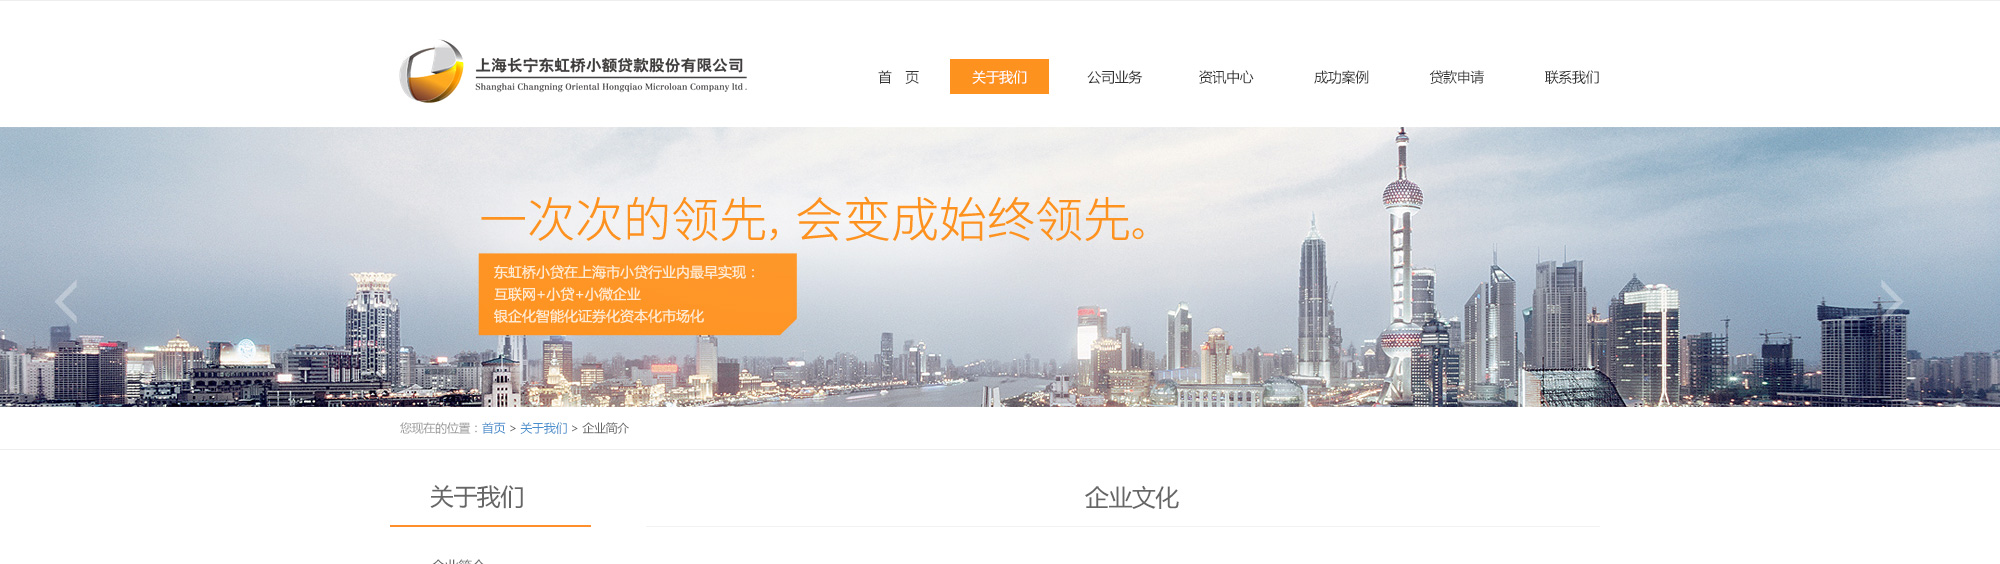 上海长宁东虹桥小额贷款股份有限公司
Shanghai Changning Oriental Hongqiao Microloan Company ltd .
首 页 关于我们 公司业务 资讯中心 成功案例 贷款申请 联系我们
一次次的领先，会变成始终领先。
东虹桥小贷在上海市小贷行业内最早实现：
互联网+小贷+小微企业
银企化智能化证券化资本化市场化
您现在的位置：首页 > 关于我们 > 企业简介
关于我们
企业文化
企业简介